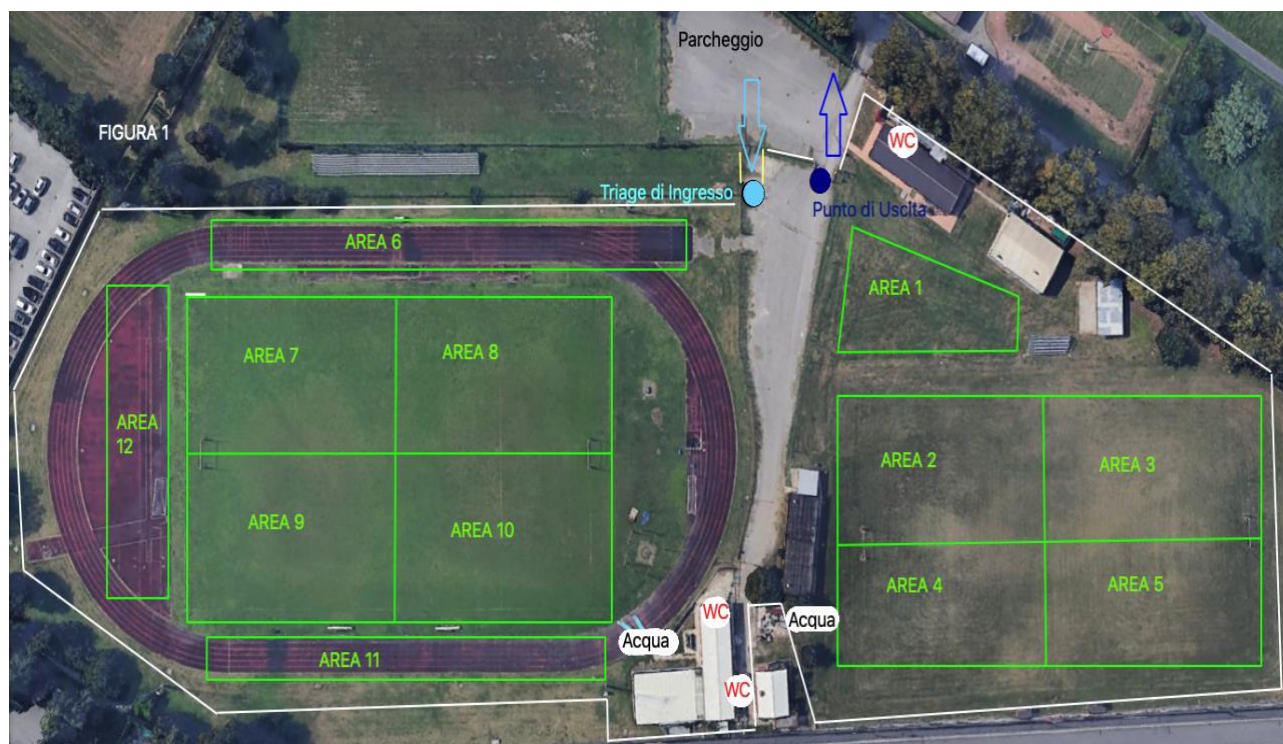 Parcheggio
FIGURA 1
WC
Triage di Ingresso
Punto di Uscita
AREA 6
AREA 1
AREA 7
AREA 8
AREA
12
AREA 2
AREA 3
AREA 9
AREA 10
AREA 4
AREA 5
WC
Acqua
Acqua
AREA 11
WC